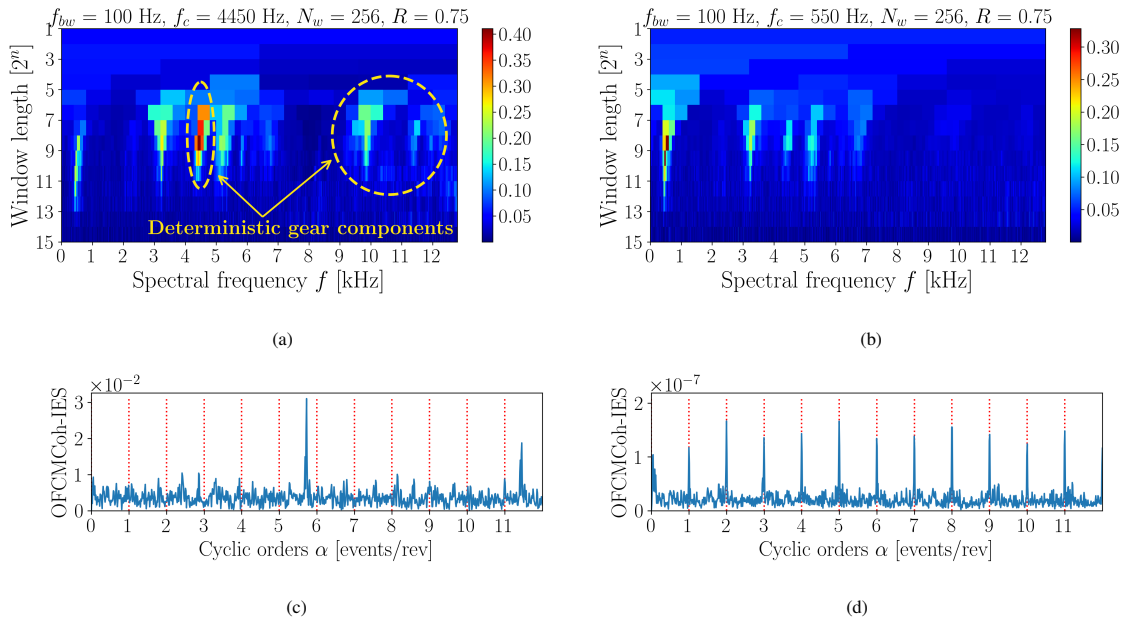 f_{bw} = 100 Hz, f_c = 4450 Hz, N_w = 256, R = 0.75
Window length [2^n]
1
3
5
7
9
11
13
15
Deterministic gear components
0 1 2 3 4 5 6 7 8 9 10 11 12
Spectral frequency f [kHz]
0.40
0.35
0.30
0.25
0.20
0.15
0.10
0.05
(a)
f_{bw} = 100 Hz, f_c = 550 Hz, N_w = 256, R = 0.75
Window length [2^n]
1
3
5
7
9
11
13
15
0 1 2 3 4 5 6 7 8 9 10 11 12
Spectral frequency f [kHz]
0.30
0.25
0.20
0.15
0.10
0.05
(b)
×10^{-2}
OFCMCoh-IES
3
2
1
0
0 1 2 3 4 5 6 7 8 9 10 11
Cyclic orders α [events/rev]
(c)
×10^{-7}
OFCMCoh-IES
2
1
0
0 1 2 3 4 5 6 7 8 9 10 11
Cyclic orders α [events/rev]
(d)